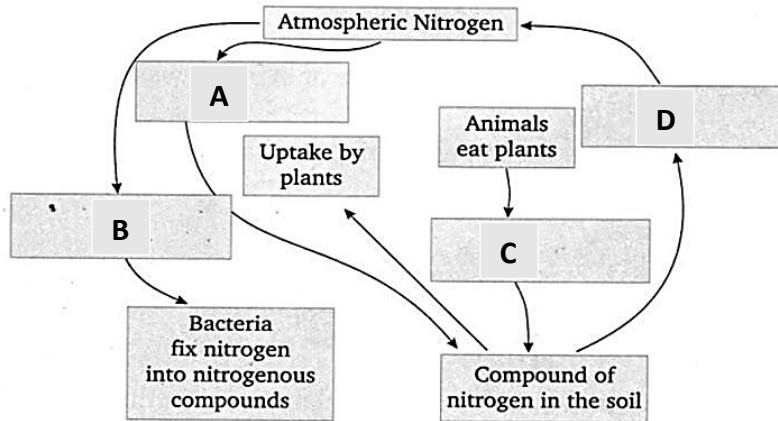 Atmospheric Nitrogen
A
D
Animals
eat plants
Uptake by
plants
B
C
Bacteria
fix nitrogen
into nitrogenous
compounds
Compound of
nitrogen in the soil